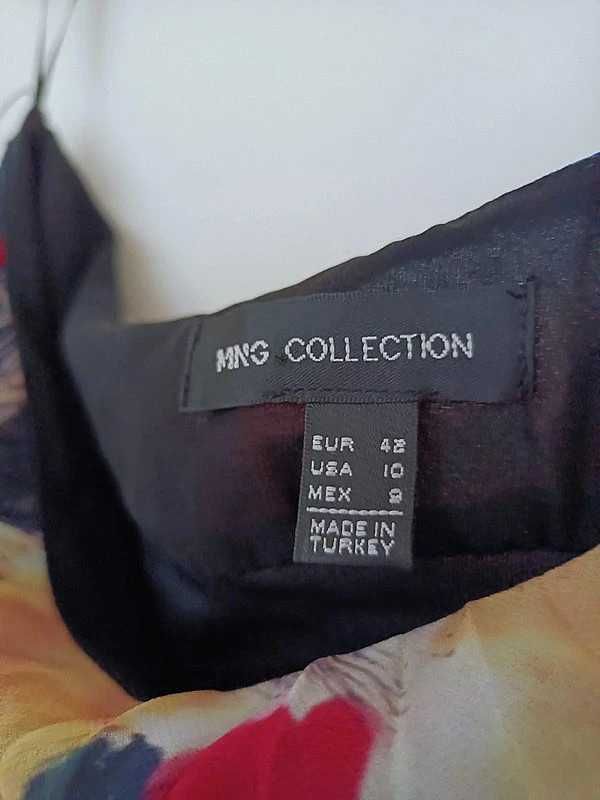 MNG COLLECTION
EUR 42
USA 10
MEX 9
MADE IN
TURKEY